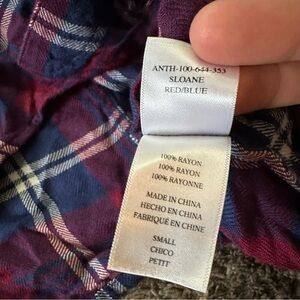 ANTH-100-644-353
SLOANE
RED/BLUE
100% RAYON
100% RAYON
100% RAYONNE
MADE IN CHINA
HECHO EN CHINA
FABRIQUÉ EN CHINE
SMALL
CHICO
PETIT